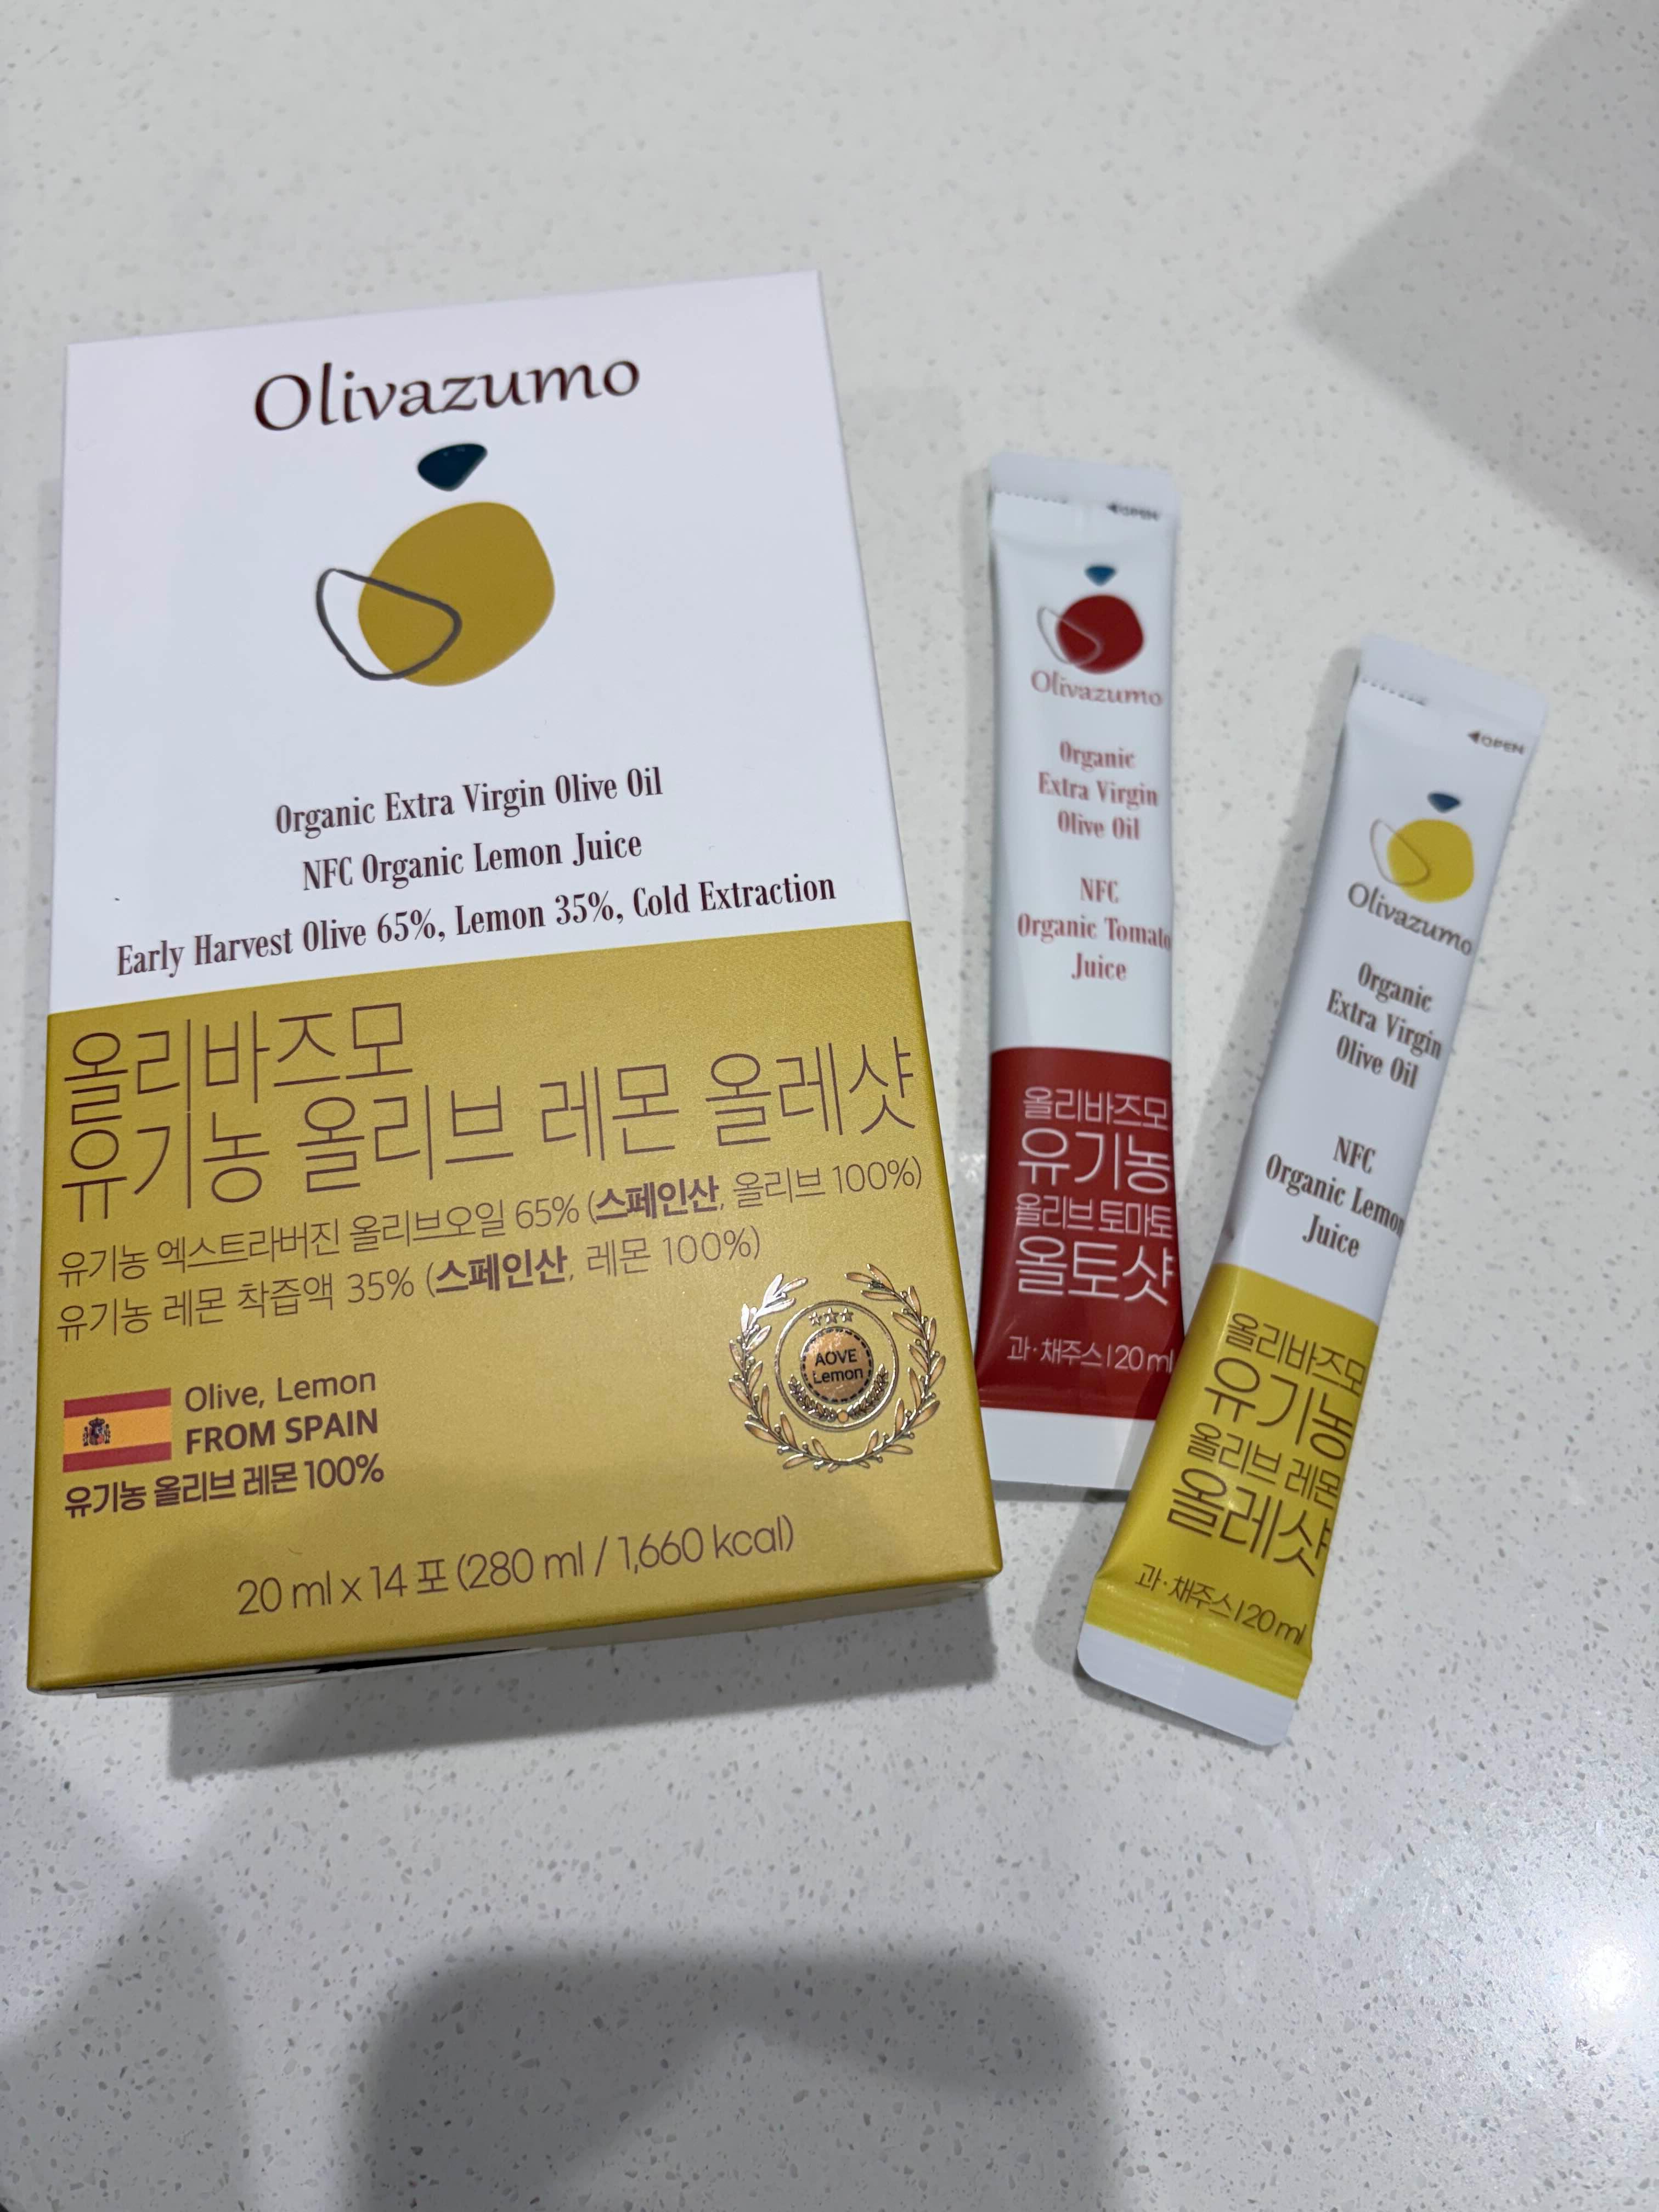 Olivazumo
Organic Extra Virgin Olive Oil
NFC Organic Lemon Juice
Early Harvest Olive 65%, Lemon 35%, Cold Extraction
올리바즈모
유기농 올리브 레몬 올레샷
유기농 엑스트라버진 올리브오일 65% (스페인산, 올리브 100%)
유기농 레몬 착즙액 35% (스페인산, 레몬 100%)
AOVE
Lemon
Olive, Lemon
FROM SPAIN
유기농 올리브 레몬 100%
20 ml x 14 포 (280 ml / 1,660 kcal)
◀OPEN
Olivazumo
Organic
Extra Virgin
Olive Oil
NFC
Organic Tomato
Juice
올리바즈모
유기농
올리브 토마토
올토샷
과·채주스 | 20 ml
◀OPEN
Olivazumo
Organic
Extra Virgin
Olive Oil
NFC
Organic Lemon
Juice
올리바즈모
유기농
올리브 레몬
올레샷
과·채주스 | 20 ml